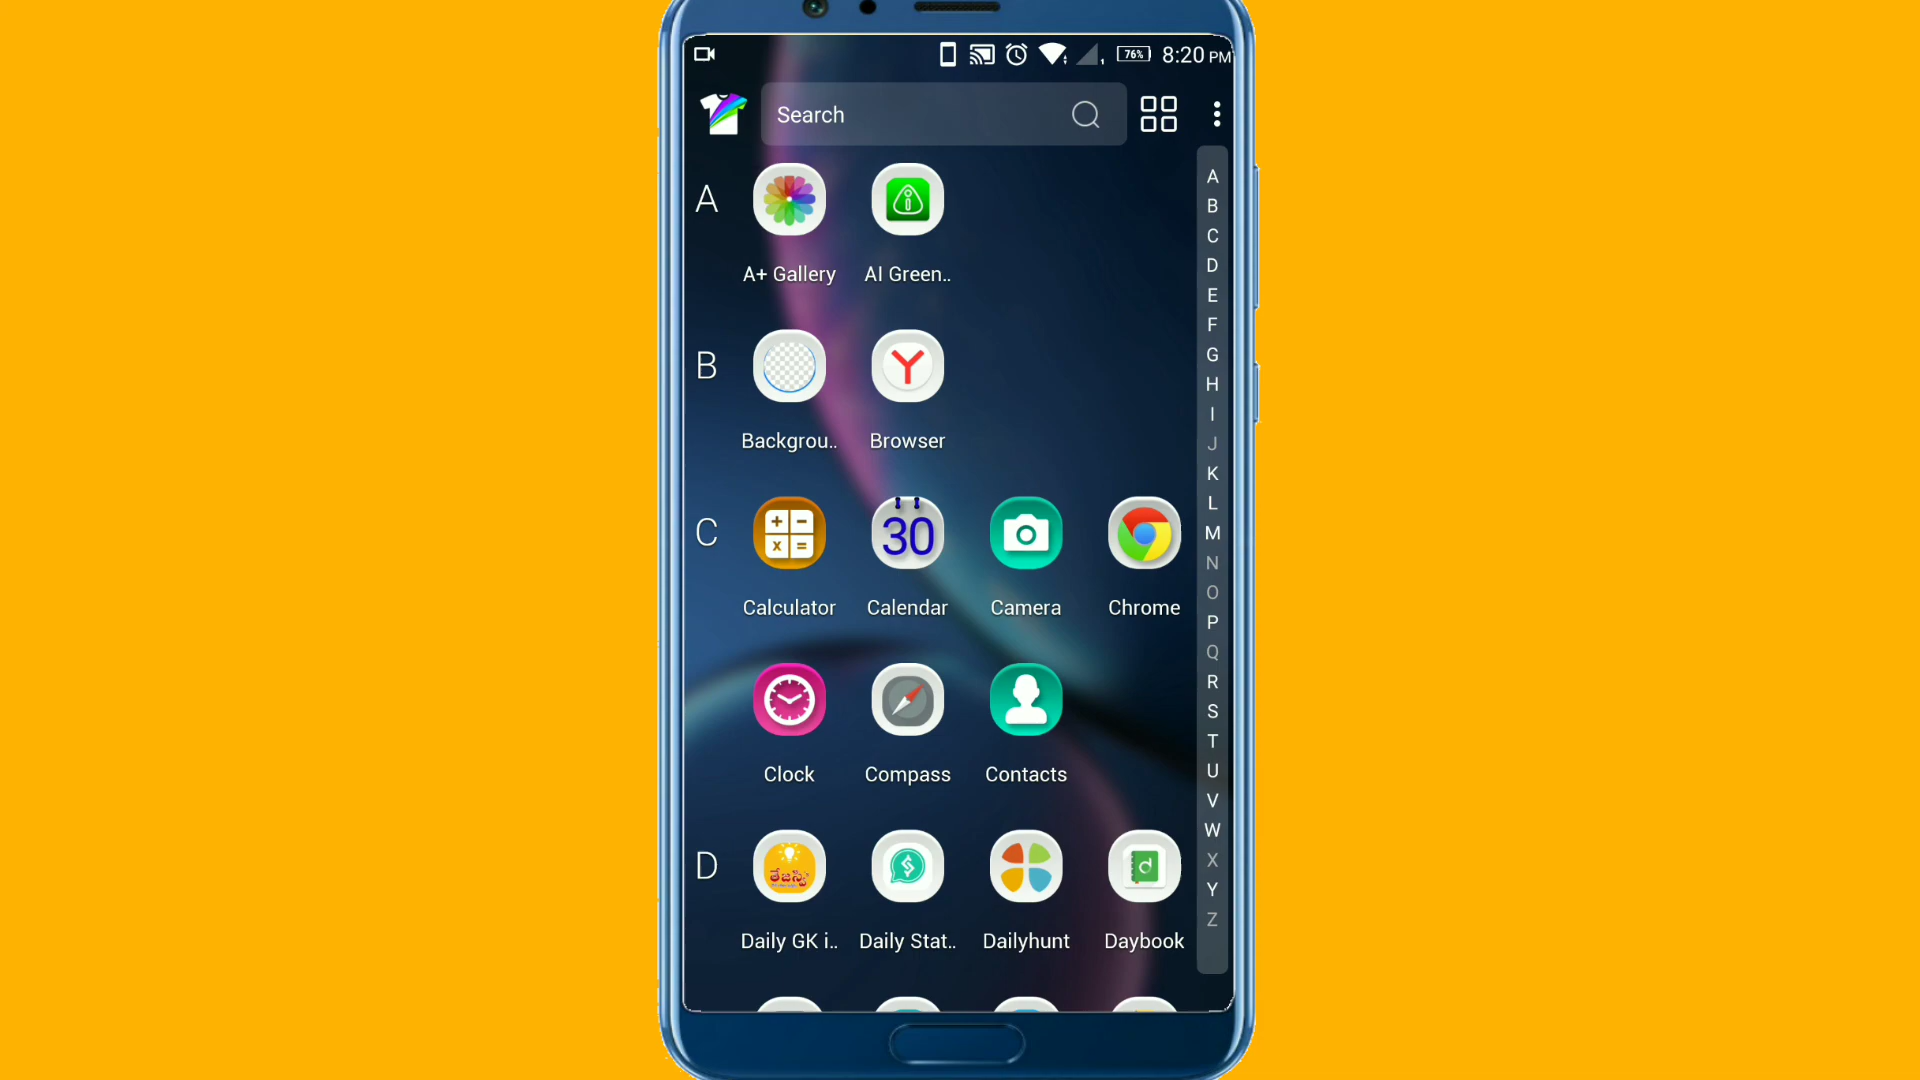 76% 8:20 PM
Search
A
A+ Gallery AI Green..
B
Backgrou.. Browser
C
30
Calculator Calendar Camera Chrome
Clock Compass Contacts
D
తేజస్వి
Daily GK i.. Daily Stat.. Dailyhunt Daybook
A
B
C
D
E
F
G
H
I
J
K
L
M
N
O
P
Q
R
S
T
U
V
W
X
Y
Z